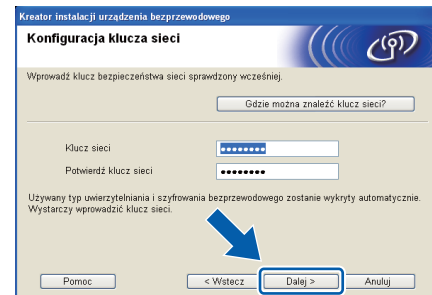 Kreator instalacji urządzenia bezprzewodowego
Konfiguracja klucza sieci
Wprowadź klucz bezpieczeństwa sieci sprawdzony wcześniej.
Gdzie można znaleźć klucz sieci?
Klucz sieci ••••••••
Potwierdź klucz sieci ••••••••
Używany typ uwierzytelniania i szyfrowania bezprzewodowego zostanie wykryty automatycznie.
Wystarczy wprowadzić klucz sieci.
Pomoc < Wstecz Dalej > Anuluj